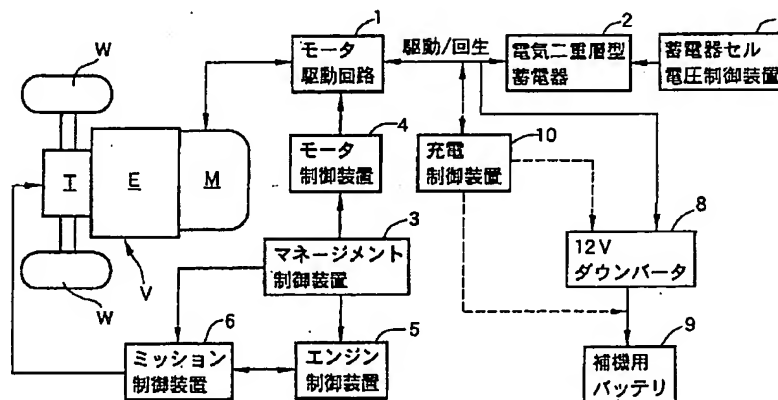 1
モータ
駆動回路
駆動/回生
2
電気二重層型
蓄電器
蓄電器セル
電圧制御装置
W
T
E
M
V
W
4
モータ
制御装置
10
充電
制御装置
3
マネージメント
制御装置
8
12V
ダウンバータ
6
ミッション
制御装置
5
エンジン
制御装置
9
補機用
バッテリ